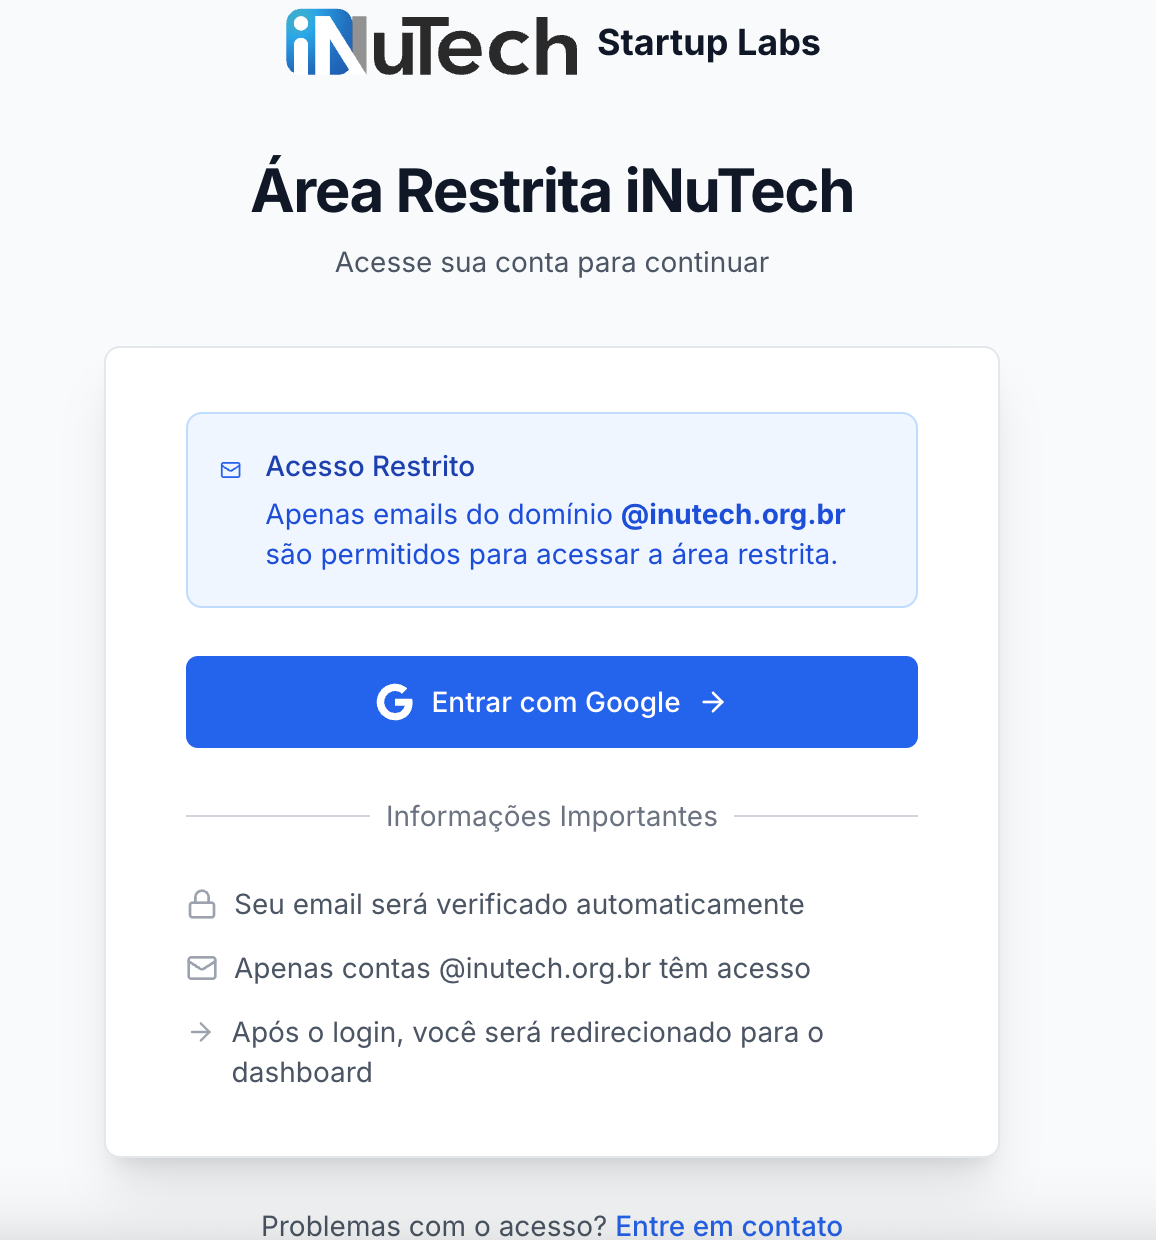 iNuTech Startup Labs
Área Restrita iNuTech
Acesse sua conta para continuar
Acesso Restrito
Apenas emails do domínio @inutech.org.br
são permitidos para acessar a área restrita.
Entrar com Google
Informações Importantes
Seu email será verificado automaticamente
Apenas contas @inutech.org.br têm acesso
Após o login, você será redirecionado para o
dashboard
Problemas com o acesso? Entre em contato